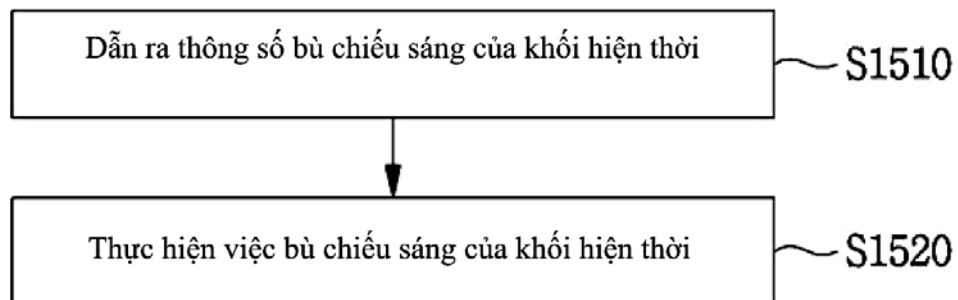 Dẫn ra thông số bù chiếu sáng của khối hiện thời
S1510
Thực hiện việc bù chiếu sáng của khối hiện thời
S1520